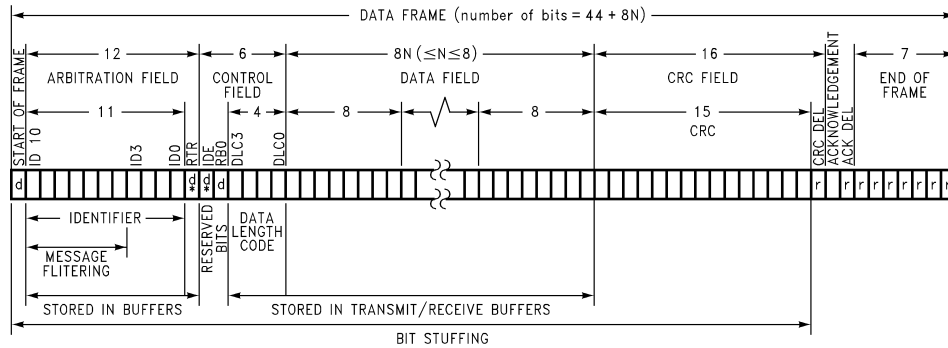 DATA FRAME (number of bits = 44 + 8N)
12
ARBITRATION FIELD
11
6
CONTROL
FIELD
4
8N (≤N≤8)
DATA FIELD
8
8
16
CRC FIELD
15
CRC
7
END OF
FRAME
START OF FRAME
ID 10
ID3
ID0
RTR
IDE
RB0
DLC3
DLC0
CRC DEL
ACKNOWLEDGEMENT
ACK DEL
d d * d * d r r r r r r r r r
IDENTIFIER
MESSAGE
FLITERING
RESERVED
BITS
DATA
LENGTH
CODE
STORED IN BUFFERS
STORED IN TRANSMIT/RECEIVE BUFFERS
BIT STUFFING